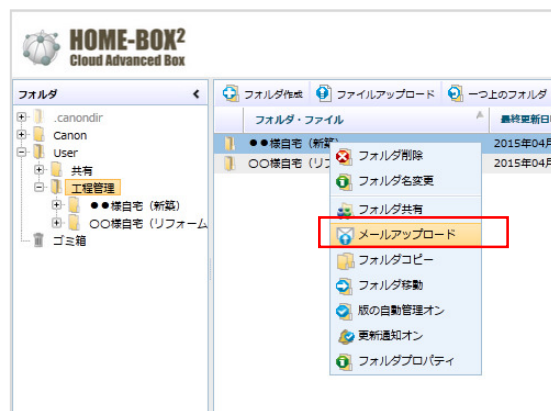 HOME-BOX²
Cloud Advanced Box
フォルダ
フォルダ作成 ファイルアップロード 一つ上のフォルダ
.canondir
Canon
User
共有
工程管理
●●様自宅（新築）
○○様自宅（リフォーム
ゴミ箱
フォルダ・ファイル 最終更新日
●●様自宅（新築） 2015年04月
○○様自宅（リフ 2015年04月
フォルダ削除
フォルダ名変更
フォルダ共有
メールアップロード
フォルダコピー
フォルダ移動
版の自動管理オン
更新通知オン
フォルダプロパティ